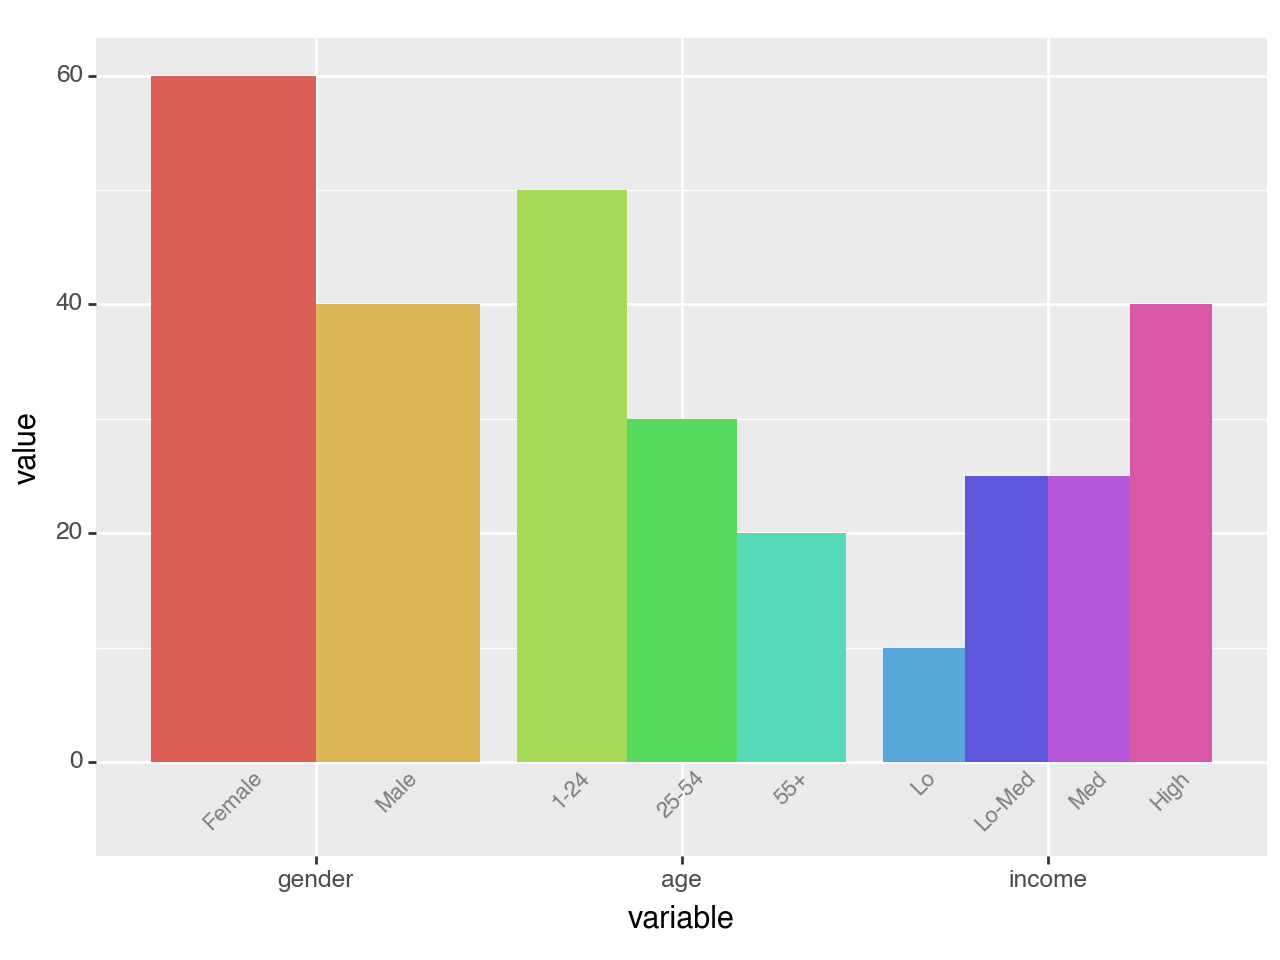 60
40
20
0
value
Female
Male
1-24
25-54
55+
Lo
Lo-Med
Med
High
gender
age
income
variable